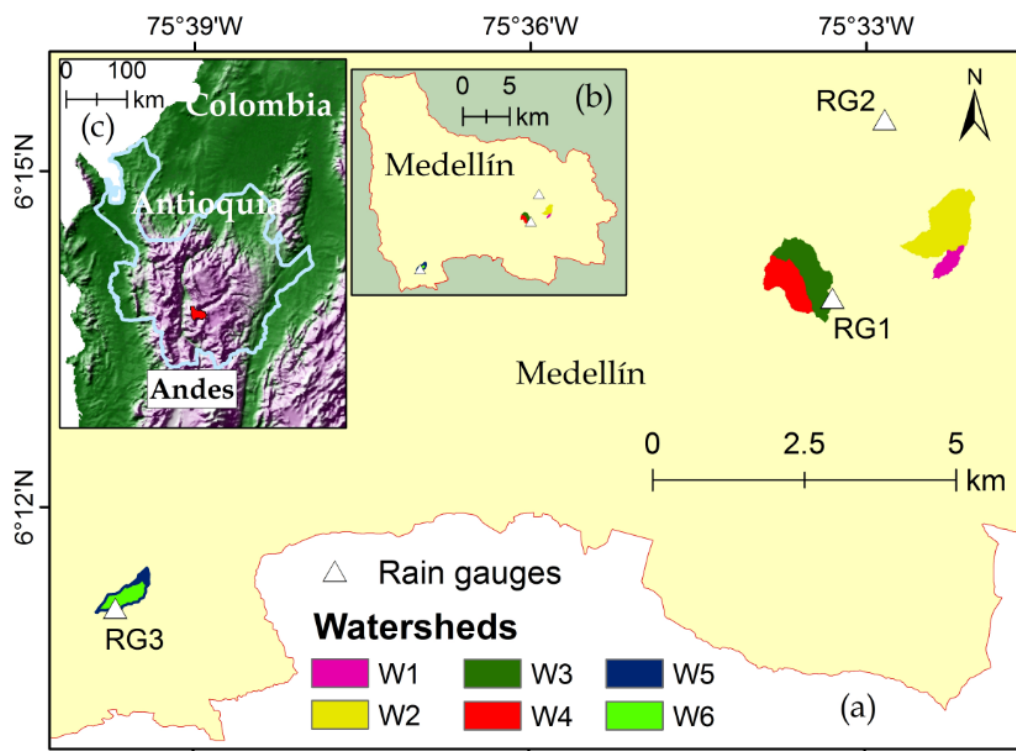 75°39'W
75°36'W
75°33'W
0 100
km
Colombia
(c)
Antioquia
Andes
0 5
km
(b)
Medellín
N
RG2
6°15'N
RG1
Medellín
0 2.5 5
km
6°12'N
RG3
Rain gauges
Watersheds
W1 W3 W5
W2 W4 W6
(a)